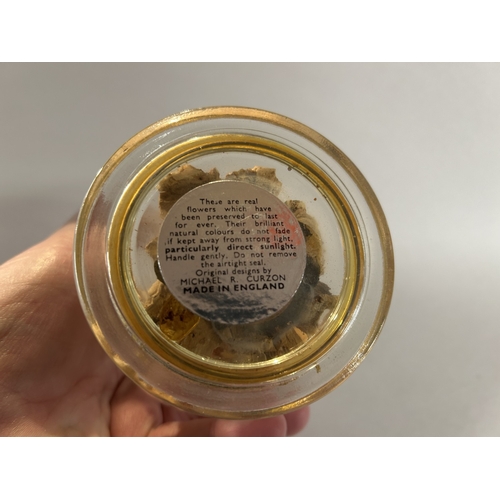 These are real
flowers which have
been preserved to last
for ever. Their brilliant
natural colours do not fade
if kept away from strong light,
particularly direct sunlight.
Handle gently. Do not remove
the airtight seal.
Original designs by
MICHAEL R. CURZON
MADE IN ENGLAND